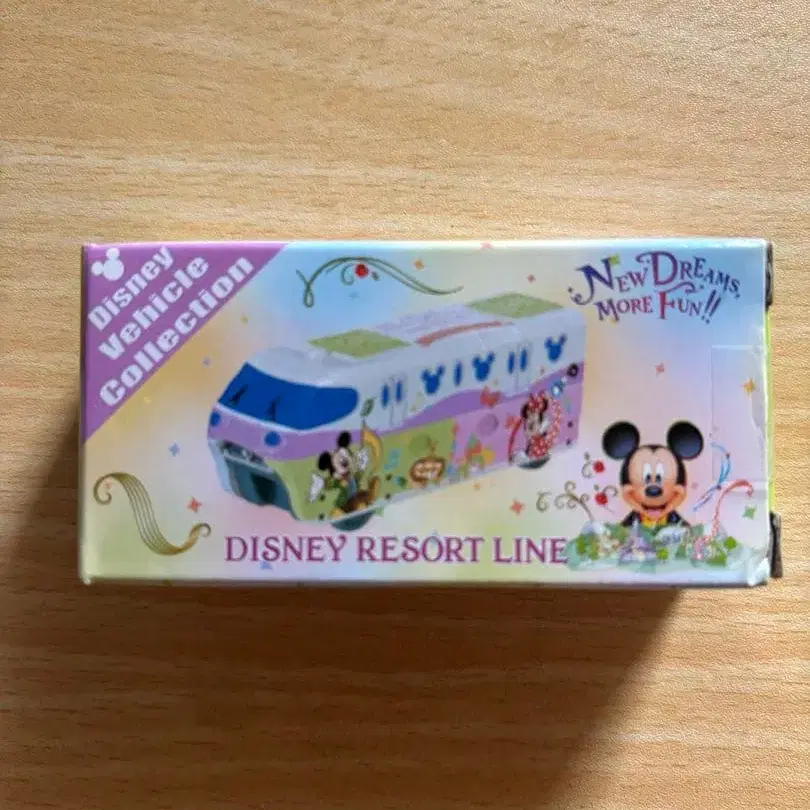 Disney
Vehicle
Collection
NEW DREAMS,
MORE FUN!!
DISNEY RESORT LINE